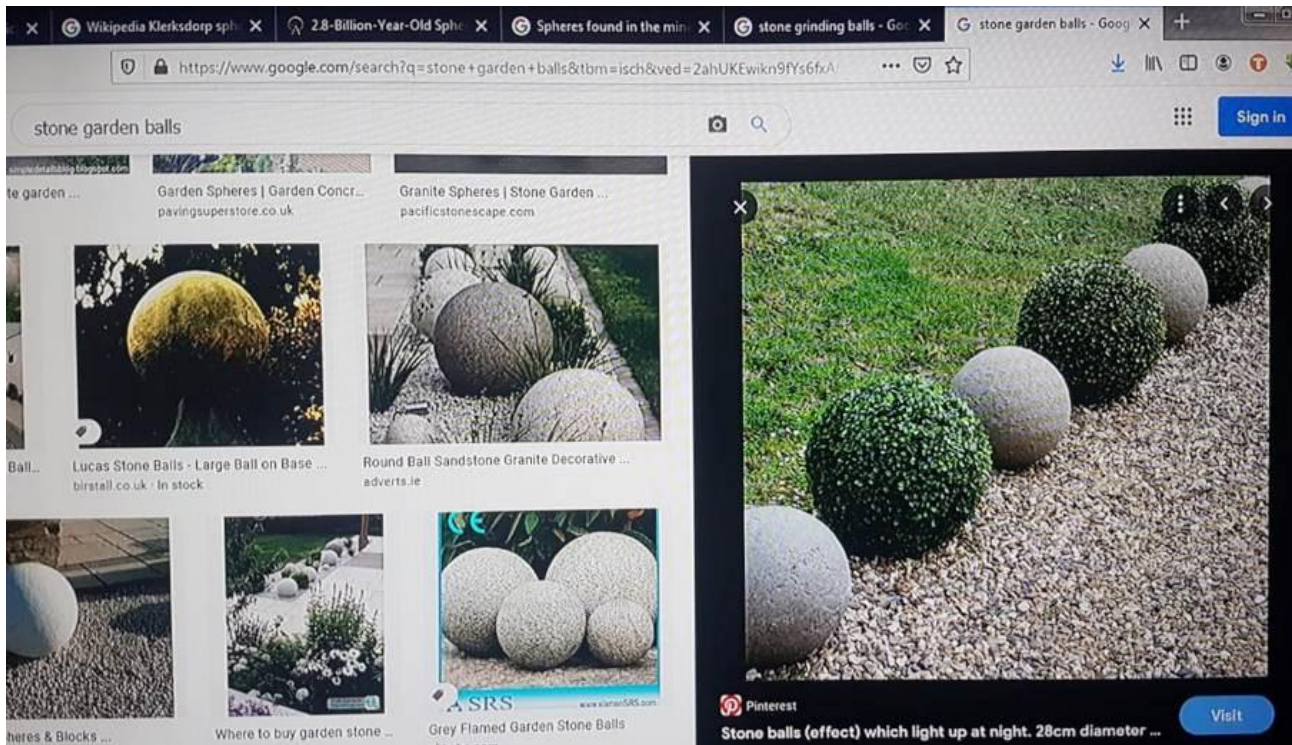 Wikipedia Klerksdorp sph
2.8-Billion-Year-Old Sphe
Spheres found in the mine
stone grinding balls - Goo
stone garden balls - Goog
https://www.google.com/search?q=stone+garden+balls&tbm=isch&ved=2ahUKEwikn9fYs6fxA
stone garden balls
Sign in
te garden ...
Garden Spheres | Garden Concr...
pavingsuperstore.co.uk
Granite Spheres | Stone Garden ...
pacificstonescape.com
Ball...
Lucas Stone Balls - Large Ball on Base ...
birstall.co.uk · In stock
Round Ball Sandstone Granite Decorative ...
adverts.ie
CE
SRS
heres & Blocks ...
Where to buy garden stone ...
Grey Flamed Garden Stone Balls
Pinterest
Stone balls (effect) which light up at night. 28cm diameter ...
Visit